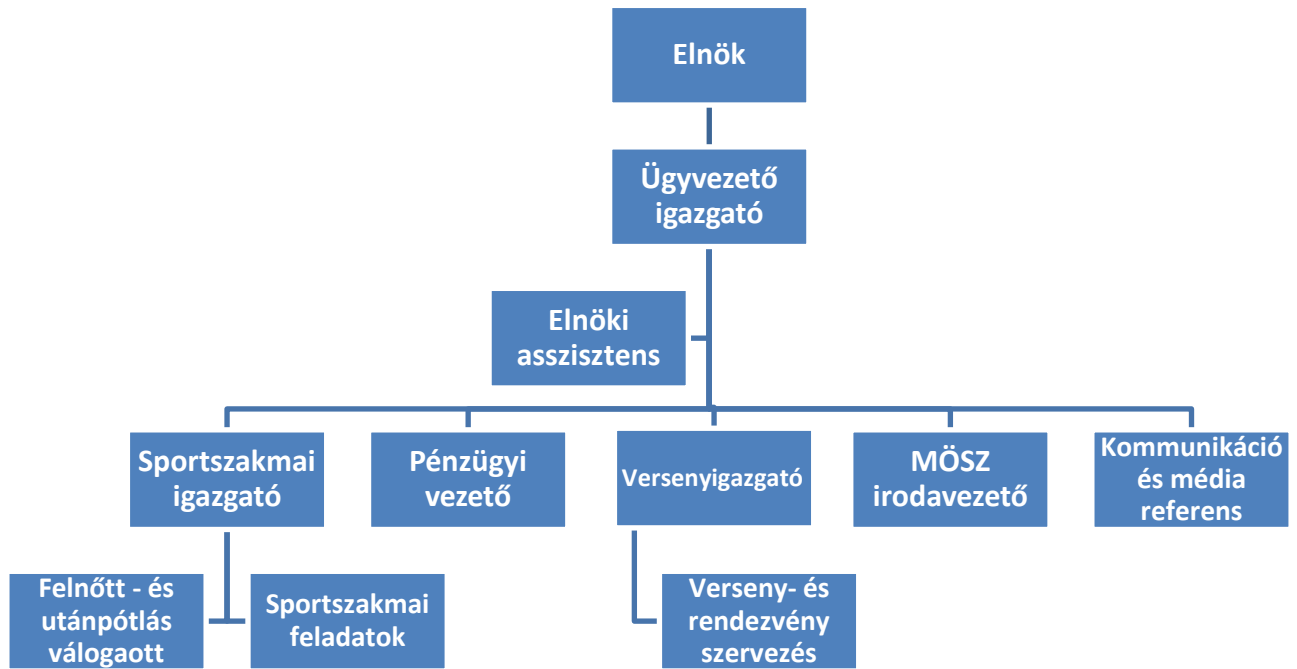 Elnök
Ügyvezető
igazgató
Elnöki
asszisztens
Sportszakmai
igazgató
Pénzügyi
vezető
Versenyigazgató
MÖSZ
irodavezető
Kommunikáció
és média
referens
Felnőtt - és
utánpótlás
válogaott
Sportszakmai
feladatok
Verseny- és
rendezvény
szervezés